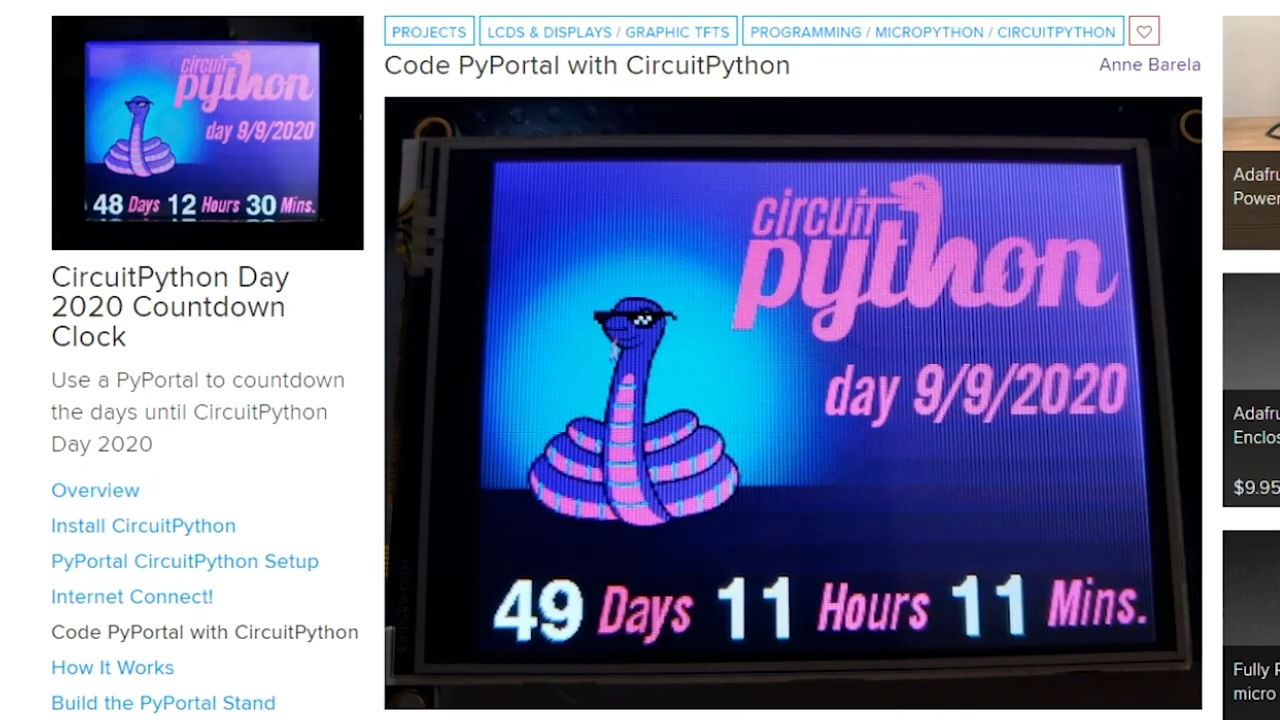 circuit
python
day 9/9/2020
48 Days 12 Hours 30 Mins.
CircuitPython Day
2020 Countdown
Clock
Use a PyPortal to countdown
the days until CircuitPython
Day 2020
Overview
Install CircuitPython
PyPortal CircuitPython Setup
Internet Connect!
Code PyPortal with CircuitPython
How It Works
Build the PyPortal Stand
PROJECTS
LCDS & DISPLAYS / GRAPHIC TFTS
PROGRAMMING / MICROPYTHON / CIRCUITPYTHON
Code PyPortal with CircuitPython
Anne Barela
circuit
python
day 9/9/2020
49 Days 11 Hours 11 Mins.
Adafru
Power
Adafru
Enclos
$9.95
Fully P
micro